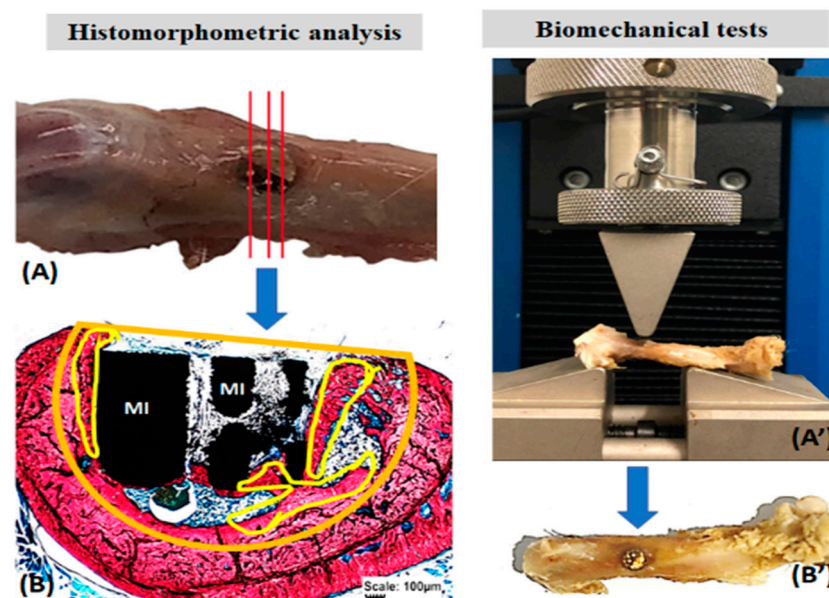 Histomorphometric analysis
Biomechanical tests
(A)
MI
MI
(B)
Scale: 100µm
(A')
(B')